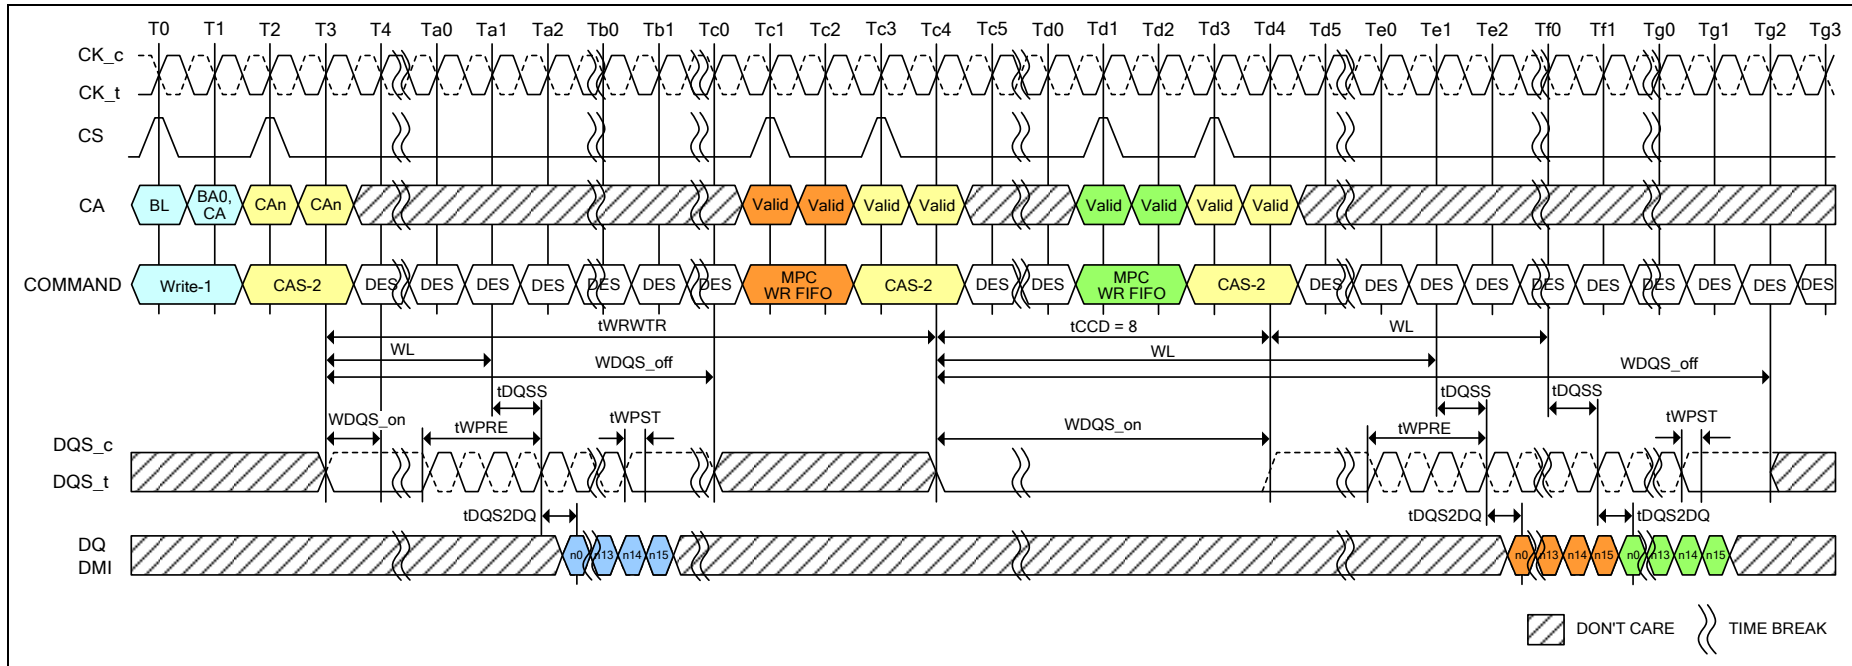 T0 T1 T2 T3 T4 Ta0 Ta1 Ta2 Tb0 Tb1 Tc0 Tc1 Tc2 Tc3 Tc4 Tc5 Td0 Td1 Td2 Td3 Td4 Td5 Te0 Te1 Te2 Tf0 Tf1 Tg0 Tg1 Tg2 Tg3
CK_c
CK_t
CS
CA BL BA0, CA CAn CAn Valid Valid Valid Valid Valid Valid Valid Valid
COMMAND Write-1 CAS-2 DES DES DES DES DES DES DES MPC WR FIFO CAS-2 DES DES MPC WR FIFO CAS-2 DES DES DES DES DES DES DES DES DES DES
tWRWTR tCCD = 8 WL
WL WL
WDQS_off WDQS_off
tDQSS tDQSS tDQSS
WDQS_on tWPRE tWPST WDQS_on tWPRE tWPST
DQS_c
DQS_t
tDQS2DQ tDQS2DQ tDQS2DQ
DQ
DMI
n0 n13 n14 n15 n0 n13 n14 n15 n0 n13 n14 n15
DON'T CARE TIME BREAK